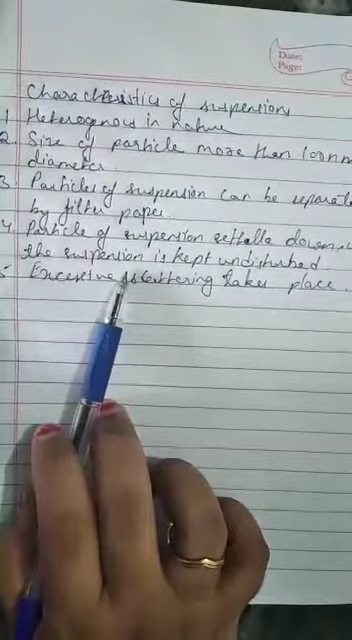 Date:
Page:
Characteristics of suspensions
1 Heterogenous in nature
2. Size of particle more than 100nm
diameter.
3. Particles of suspension can be separate
by filter paper.
4. Particle of suspension settle down
the suspension is kept undisturbed.
5 Excessive scattering takes place.